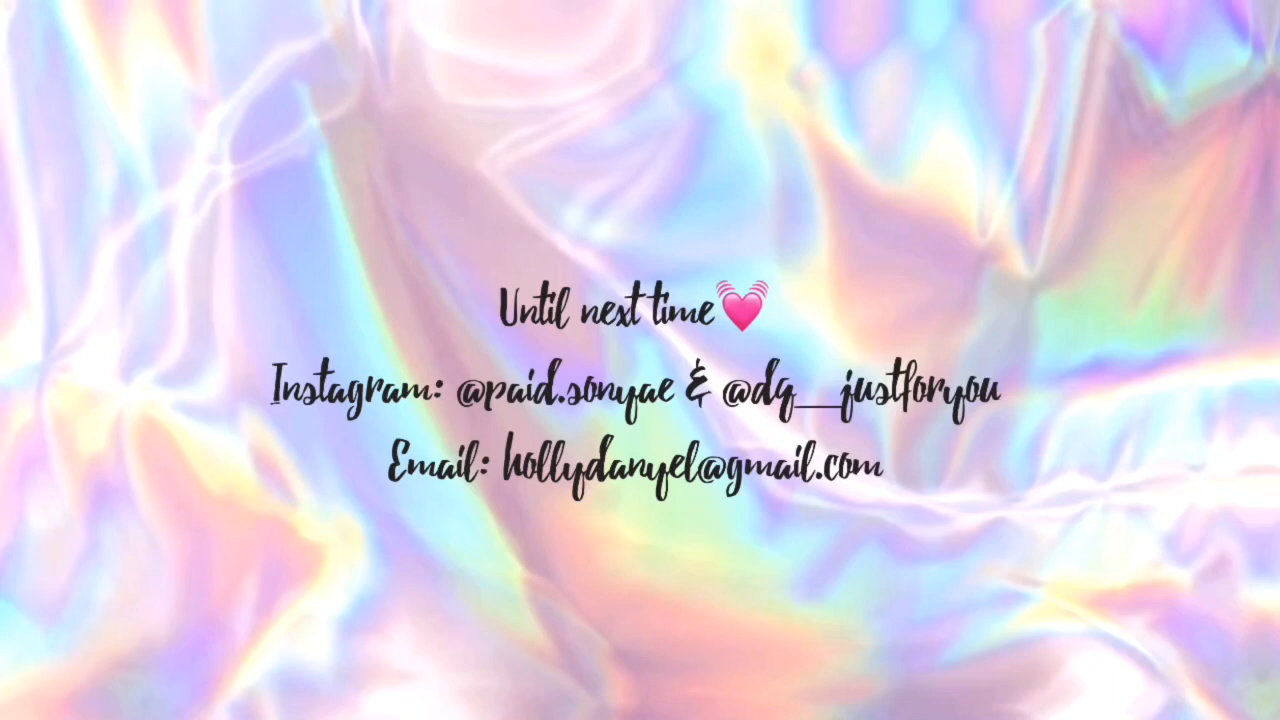 Until next time💓
Instagram: @paid.sonyae & @dq__justforyou
Email: hollydanyel@gmail.com